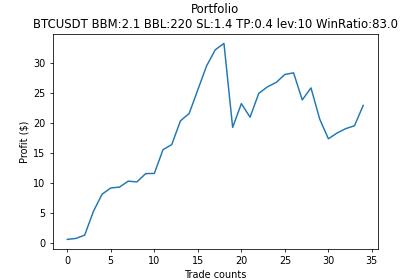 Portfolio
BTCUSDT BBM:2.1 BBL:220 SL:1.4 TP:0.4 lev:10 WinRatio:83.0
Profit ($)
30
25
20
15
10
5
0
0 5 10 15 20 25 30 35
Trade counts